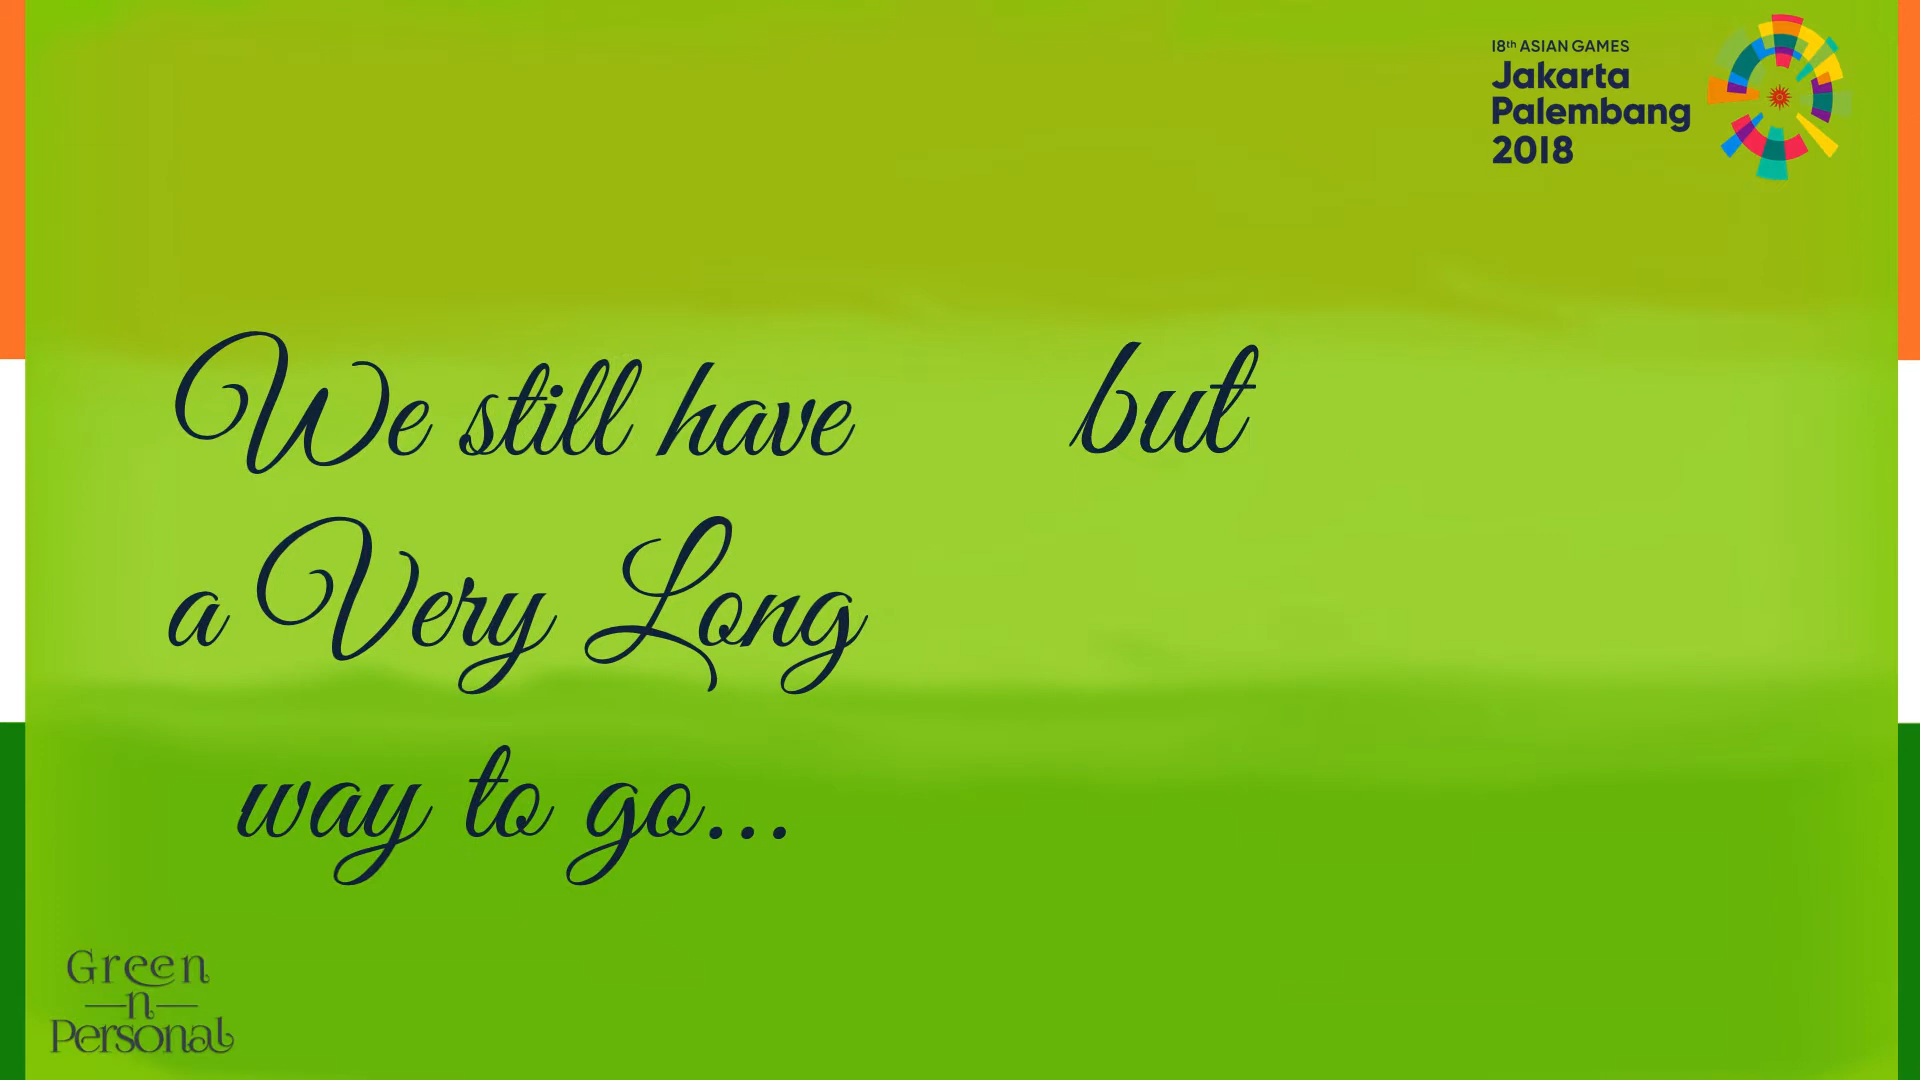 18th ASIAN GAMES
Jakarta
Palembang
2018
We still have
a Very Long
way to go...
but
Green
n
Personal